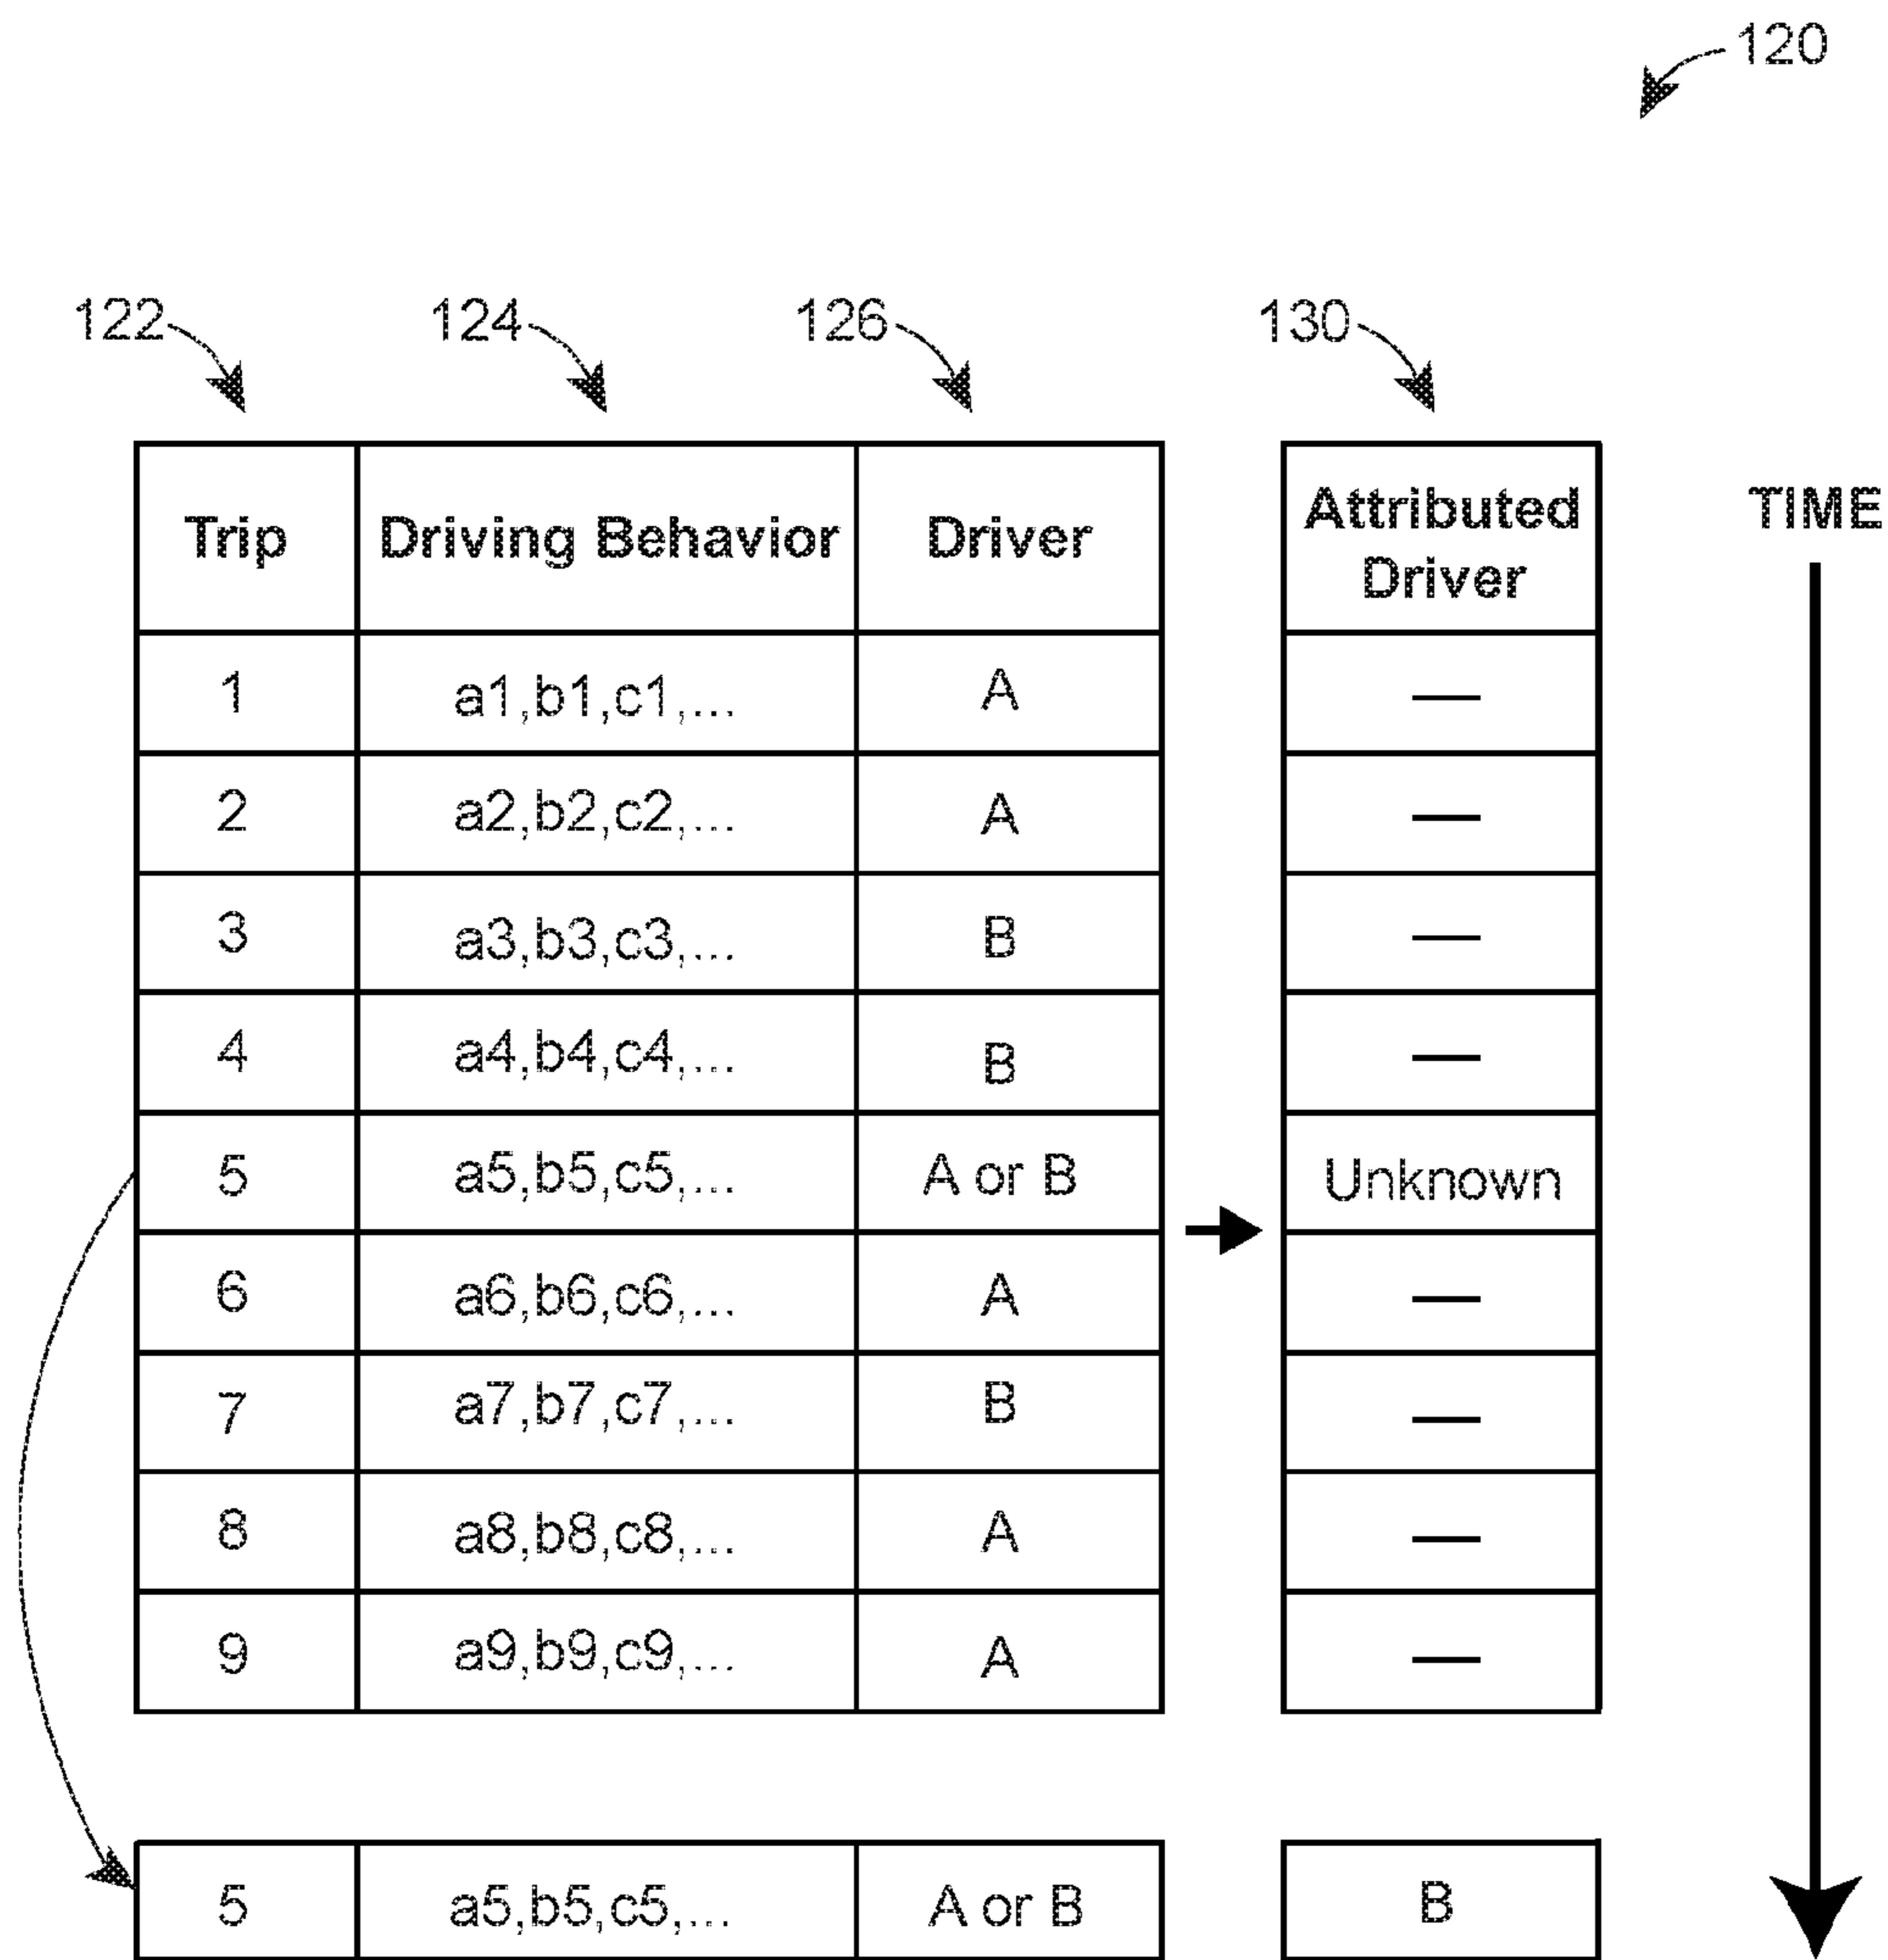 120
122 124 126 130
Trip Driving Behavior Driver Attributed Driver TIME
1 a1,b1,c1,... A —
2 a2,b2,c2,... A —
3 a3,b3,c3,... B —
4 a4,b4,c4,... B —
5 a5,b5,c5,... A or B Unknown
6 a6,b6,c6,... A —
7 a7,b7,c7,... B —
8 a8,b8,c8,... A —
9 a9,b9,c9,... A —
5 a5,b5,c5,... A or B B